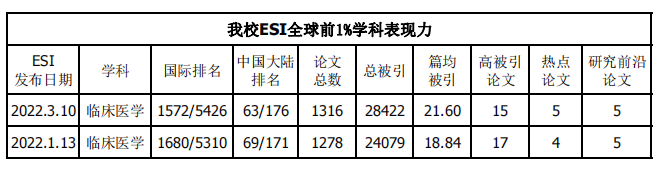 我校ESI全球前1%学科表现力
ESI
发布日期 学科 国际排名 中国大陆
排名 论文
总数 总被引 篇均
被引 高被引
论文 热点
论文 研究前沿
论文
2022.3.10 临床医学 1572/5426 63/176 1316 28422 21.60 15 5 5
2022.1.13 临床医学 1680/5310 69/171 1278 24079 18.84 17 4 5